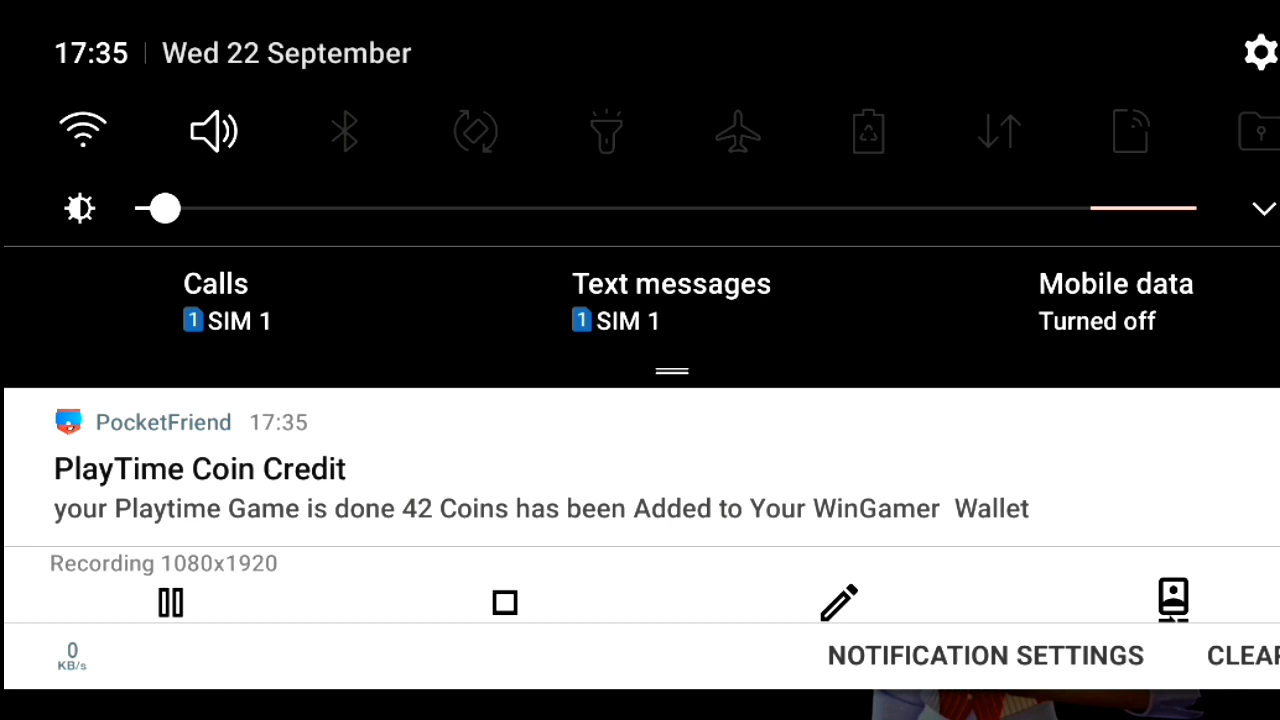 17:35 Wed 22 September
Calls Text messages Mobile data
1 SIM 1 1 SIM 1 Turned off
PocketFriend 17:35
PlayTime Coin Credit
your Playtime Game is done 42 Coins has been Added to Your WinGamer Wallet
Recording 1080x1920
0
KB/s
NOTIFICATION SETTINGS CLEAR